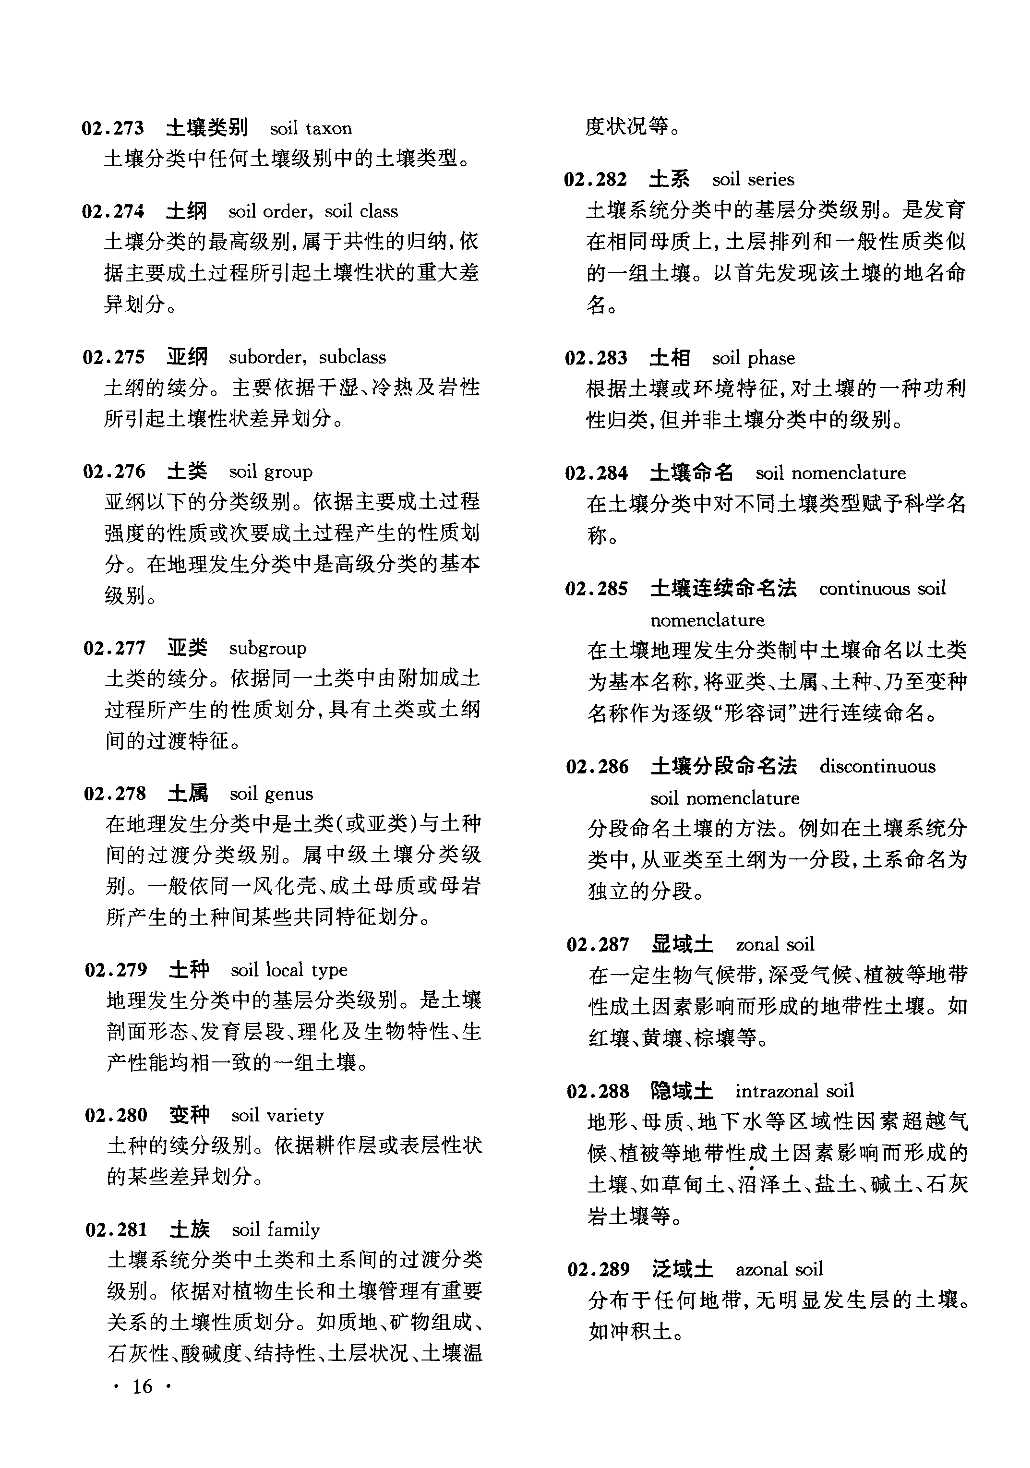 02.273 土壤类别 soil taxon
土壤分类中任何土壤级别中的土壤类型。
02.274 土纲 soil order, soil class
土壤分类的最高级别,属于共性的归纳,依
据主要成土过程所引起土壤性状的重大差
异划分。
02.275 亚纲 suborder, subclass
土纲的续分。主要依据干湿、冷热及岩性
所引起土壤性状差异划分。
02.276 土类 soil group
亚纲以下的分类级别。依据主要成土过程
强度的性质或次要成土过程产生的性质划
分。在地理发生分类中是高级分类的基本
级别。
02.277 亚类 subgroup
土类的续分。依据同一土类中由附加成土
过程所产生的性质划分,具有土类或土纲
间的过渡特征。
02.278 土属 soil genus
在地理发生分类中是土类(或亚类)与土种
间的过渡分类级别。属中级土壤分类级
别。一般依同一风化壳、成土母质或母岩
所产生的土种间某些共同特征划分。
02.279 土种 soil local type
地理发生分类中的基层分类级别。是土壤
剖面形态、发育层段、理化及生物特性、生
产性能均相一致的一组土壤。
02.280 变种 soil variety
土种的续分级别。依据耕作层或表层性状
的某些差异划分。
02.281 土族 soil family
土壤系统分类中土类和土系间的过渡分类
级别。依据对植物生长和土壤管理有重要
关系的土壤性质划分。如质地、矿物组成、
石灰性、酸碱度、结持性、土层状况、土壤温
· 16 ·
度状况等。
02.282 土系 soil series
土壤系统分类中的基层分类级别。是发育
在相同母质上,土层排列和一般性质类似
的一组土壤。以首先发现该土壤的地名命
名。
02.283 土相 soil phase
根据土壤或环境特征,对土壤的一种功利
性归类,但并非土壤分类中的级别。
02.284 土壤命名 soil nomenclature
在土壤分类中对不同土壤类型赋予科学名
称。
02.285 土壤连续命名法 continuous soil
nomenclature
在土壤地理发生分类制中土壤命名以土类
为基本名称,将亚类、土属、土种、乃至变种
名称作为逐级“形容词”进行连续命名。
02.286 土壤分段命名法 discontinuous
soil nomenclature
分段命名土壤的方法。例如在土壤系统分
类中,从亚类至土纲为一分段,土系命名为
独立的分段。
02.287 显域土 zonal soil
在一定生物气候带,深受气候、植被等地带
性成土因素影响而形成的地带性土壤。如
红壤、黄壤、棕壤等。
02.288 隐域土 intrazonal soil
地形、母质、地下水等区域性因素超越气
候、植被等地带性成土因素影响而形成的
土壤、如草甸土、沼泽土、盐土、碱土、石灰
岩土壤等。
02.289 泛域土 azonal soil
分布于任何地带,无明显发生层的土壤。
如冲积土。